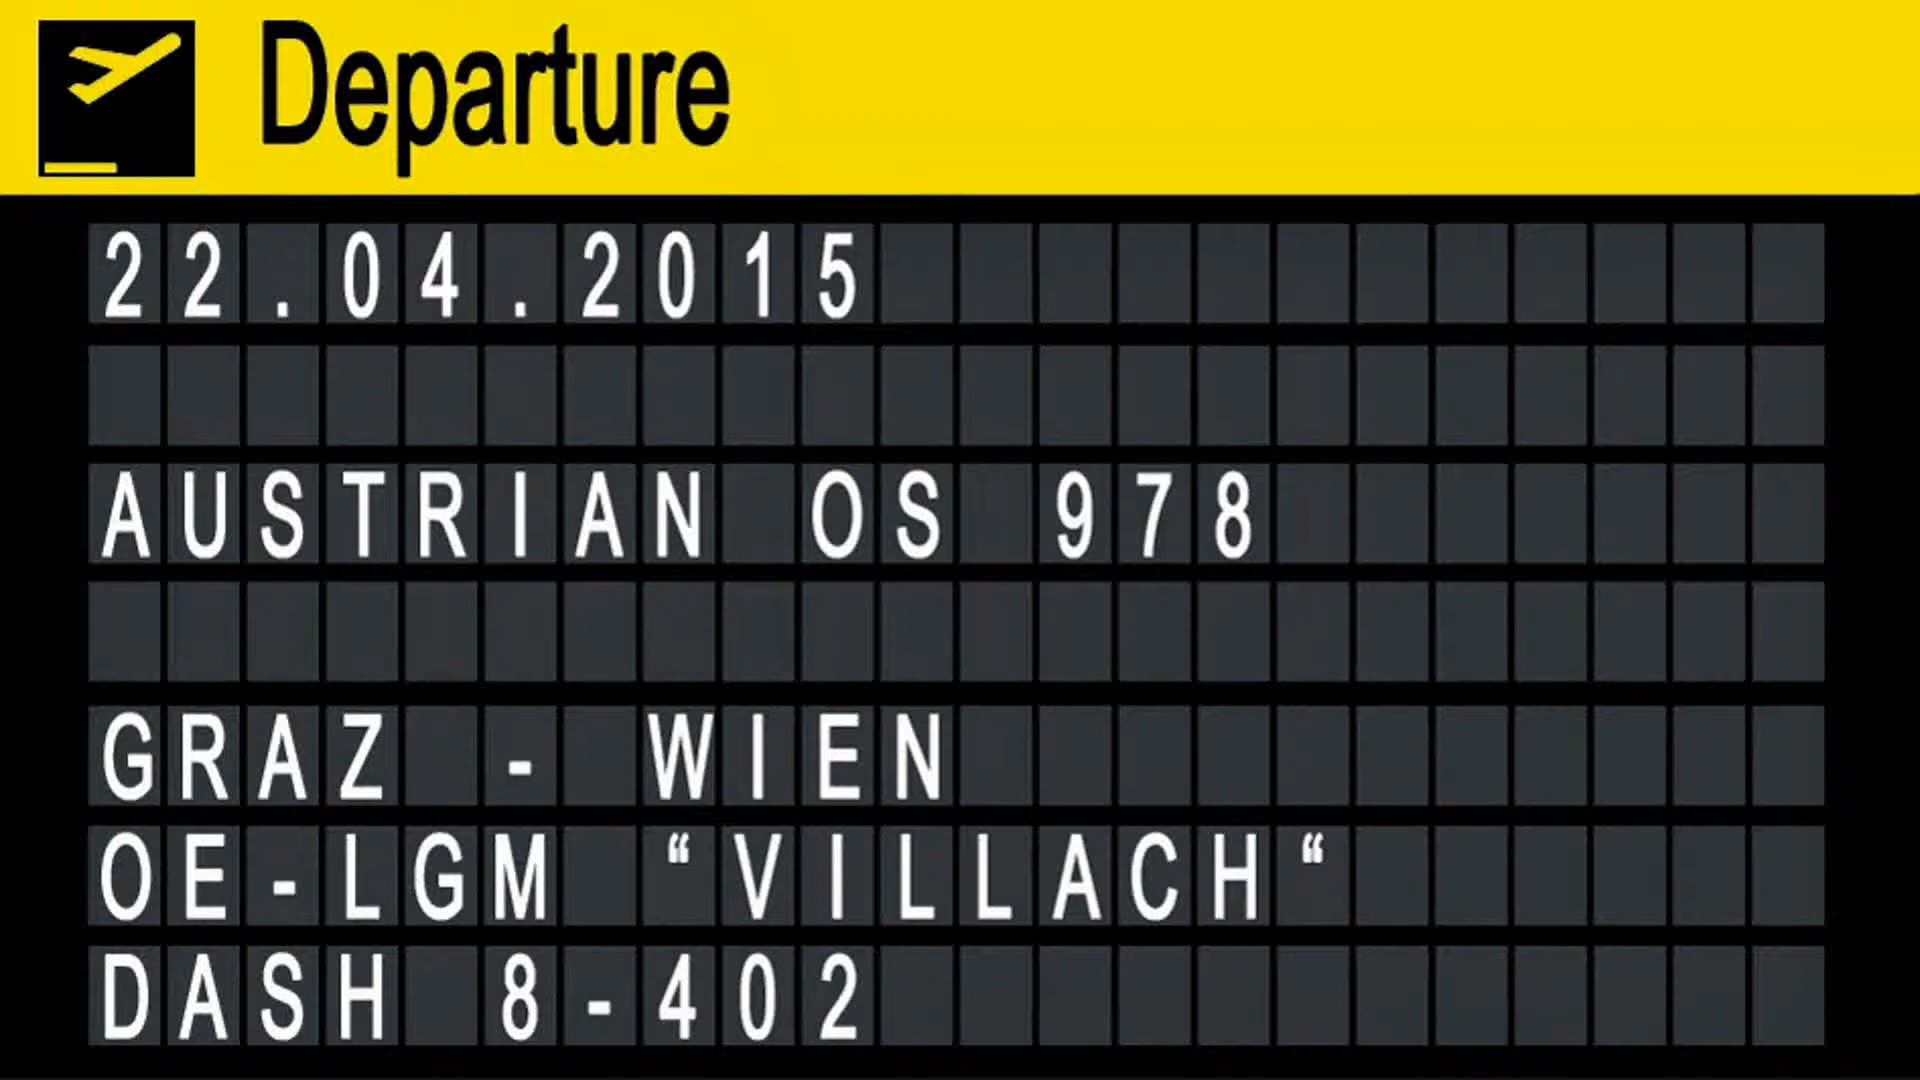 Departure
22.04.2015
AUSTRIAN OS 978
GRAZ - WIEN
OE-LGM “VILLACH“
DASH 8-402